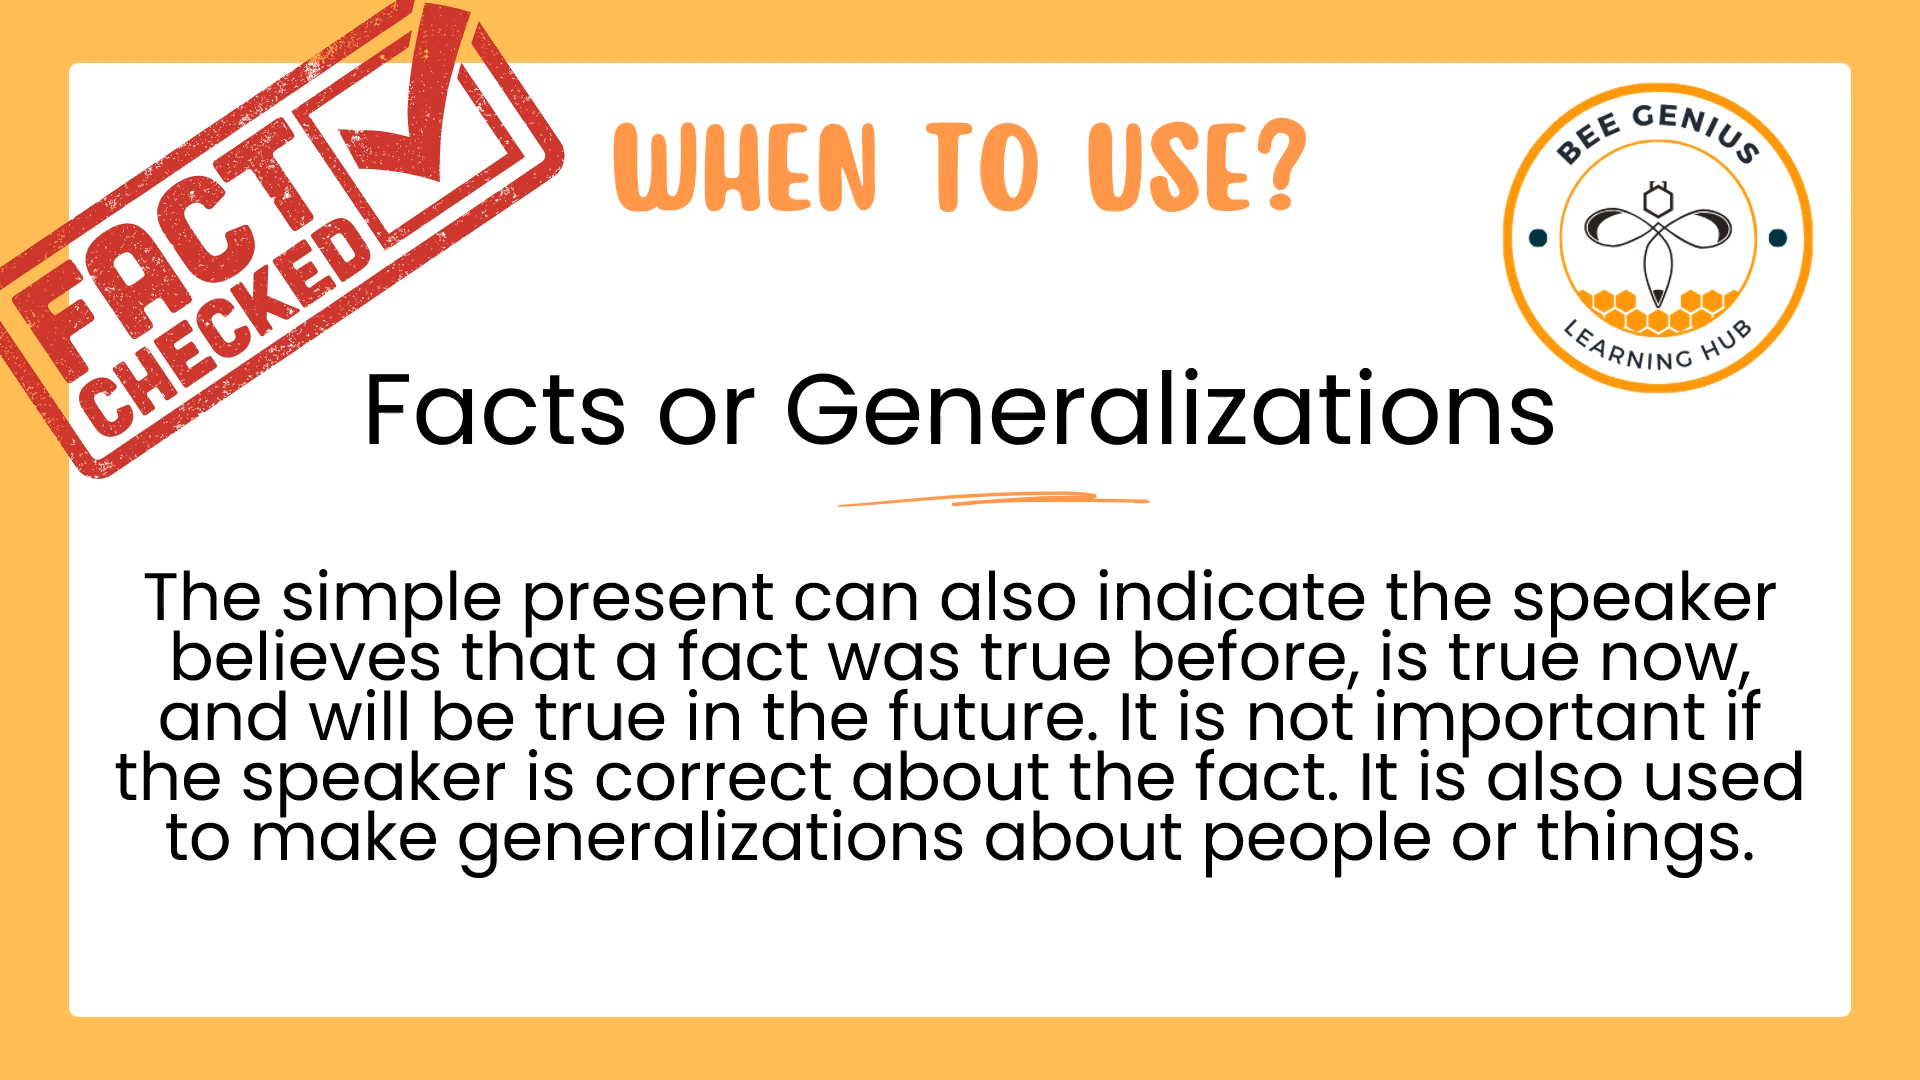 FACT
CHECKED
WHEN TO USE?
BEE GENIUS
LEARNING HUB
Facts or Generalizations
The simple present can also indicate the speaker
believes that a fact was true before, is true now,
and will be true in the future. It is not important if
the speaker is correct about the fact. It is also used
to make generalizations about people or things.